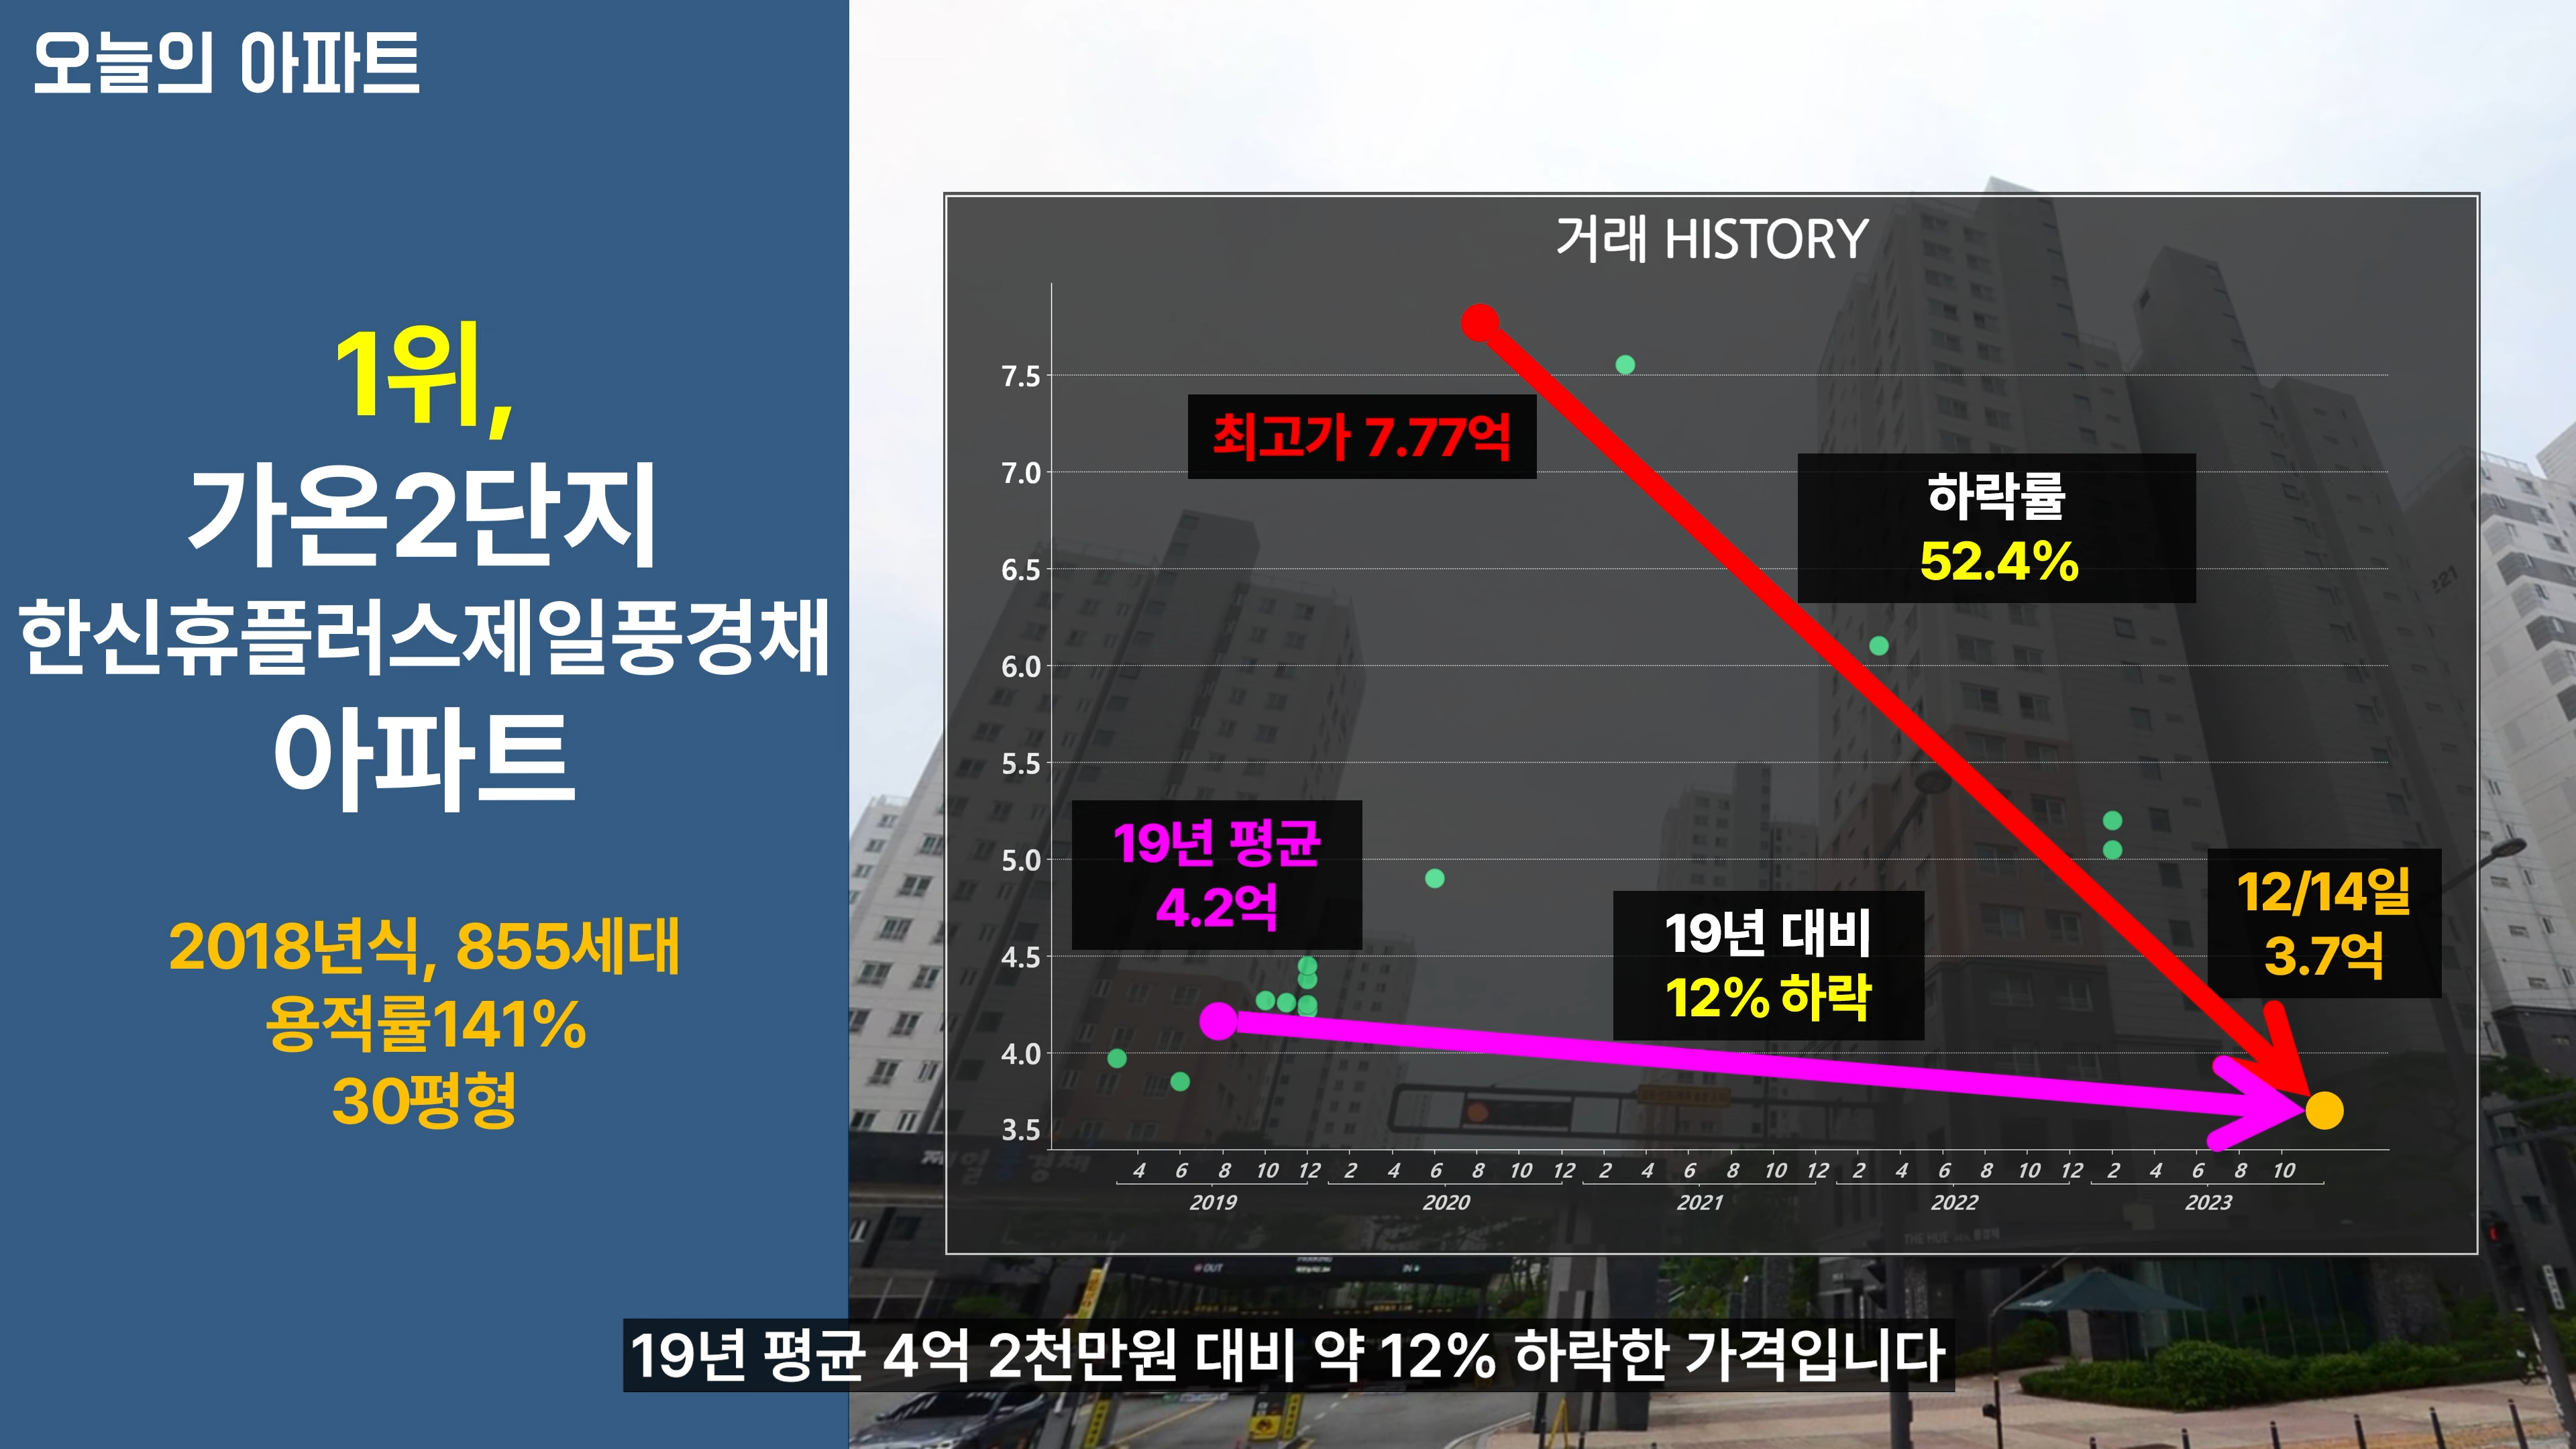 오늘의 아파트
1위,
가온2단지
한신휴플러스제일풍경채
아파트
2018년식, 855세대
용적률141%
30평형
거래 HISTORY
7.5
7.0
6.5
6.0
5.5
5.0
4.5
4.0
3.5
최고가 7.77억
하락률
52.4%
19년 평균
4.2억
19년 대비
12% 하락
12/14일
3.7억
4 6 8 10 12 2 4 6 8 10 12 2 4 6 8 10 12 2 4 6 8 10 12 2 4 6 8 10
2019 2020 2021 2022 2023
221
THE HUE
OUT
IN
19년 평균 4억 2천만원 대비 약 12% 하락한 가격입니다